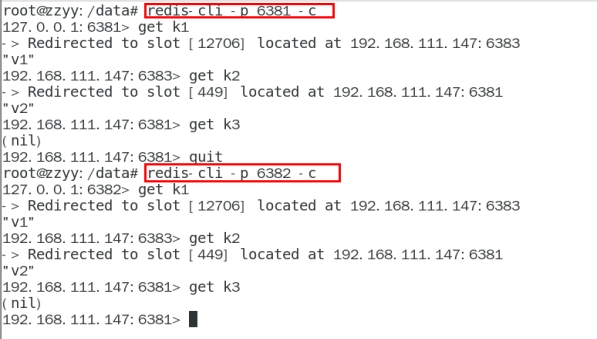 root@zzyy:/data# redis-cli -p 6381 -c
127.0.0.1:6381> get k1
-> Redirected to slot [12706] located at 192.168.111.147:6383
"v1"
192.168.111.147:6383> get k2
-> Redirected to slot [449] located at 192.168.111.147:6381
"v2"
192.168.111.147:6381> get k3
(nil)
192.168.111.147:6381> quit
root@zzyy:/data# redis-cli -p 6382 -c
127.0.0.1:6382> get k1
-> Redirected to slot [12706] located at 192.168.111.147:6383
"v1"
192.168.111.147:6383> get k2
-> Redirected to slot [449] located at 192.168.111.147:6381
"v2"
192.168.111.147:6381> get k3
(nil)
192.168.111.147:6381>